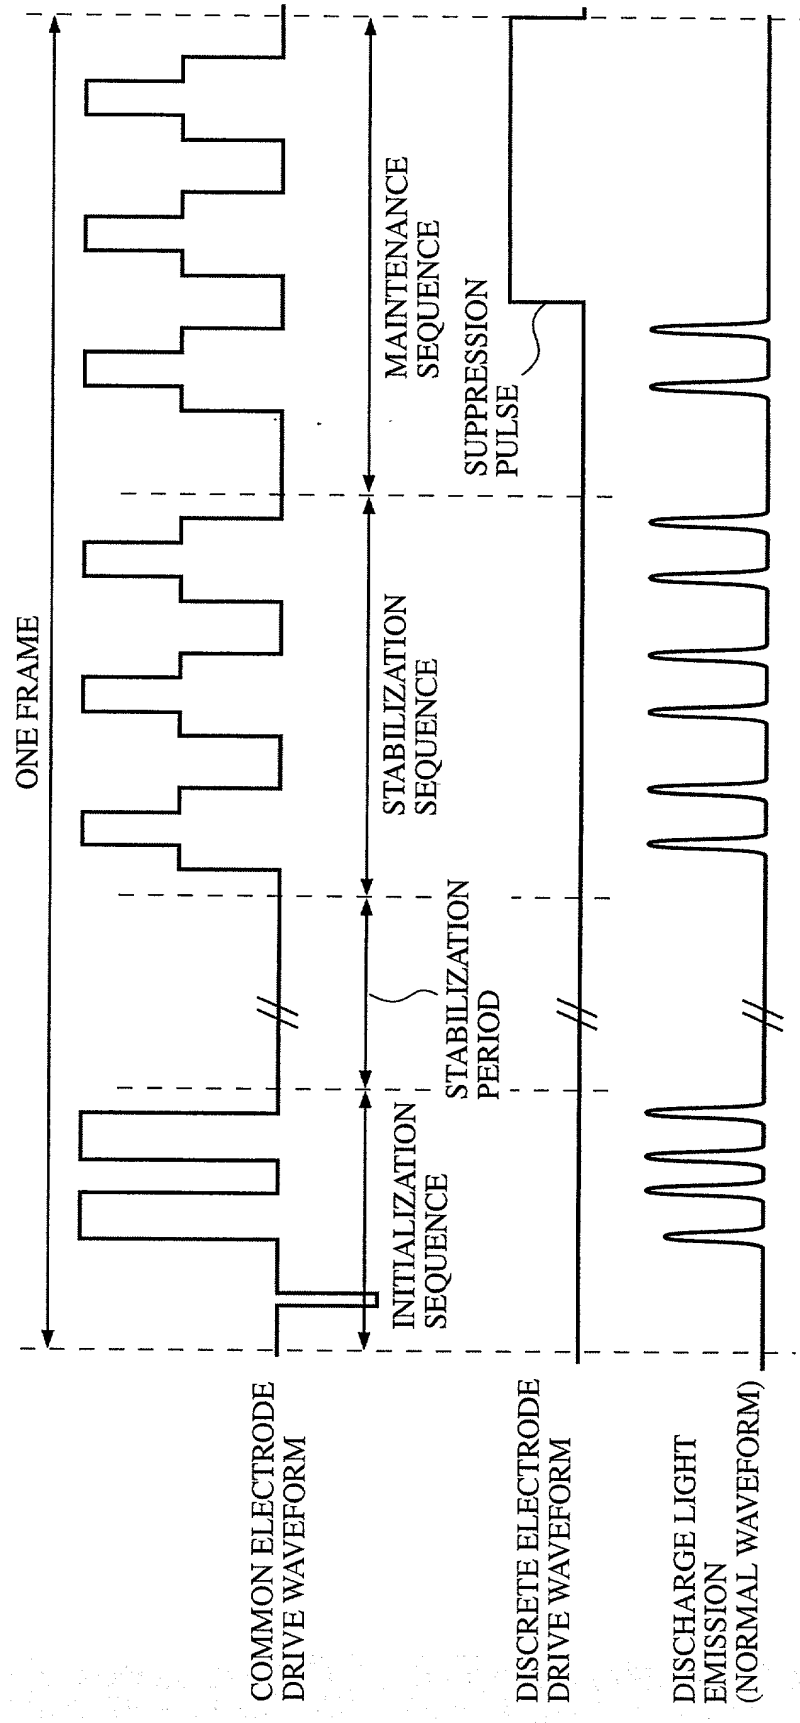 ONE FRAME
COMMON ELECTRODE
DRIVE WAVEFORM
INITIALIZATION
SEQUENCE
STABILIZATION
PERIOD
STABILIZATION
SEQUENCE
MAINTENANCE
SEQUENCE
DISCRETE ELECTRODE
DRIVE WAVEFORM
SUPPRESSION
PULSE
DISCHARGE LIGHT
EMISSION
(NORMAL WAVEFORM)